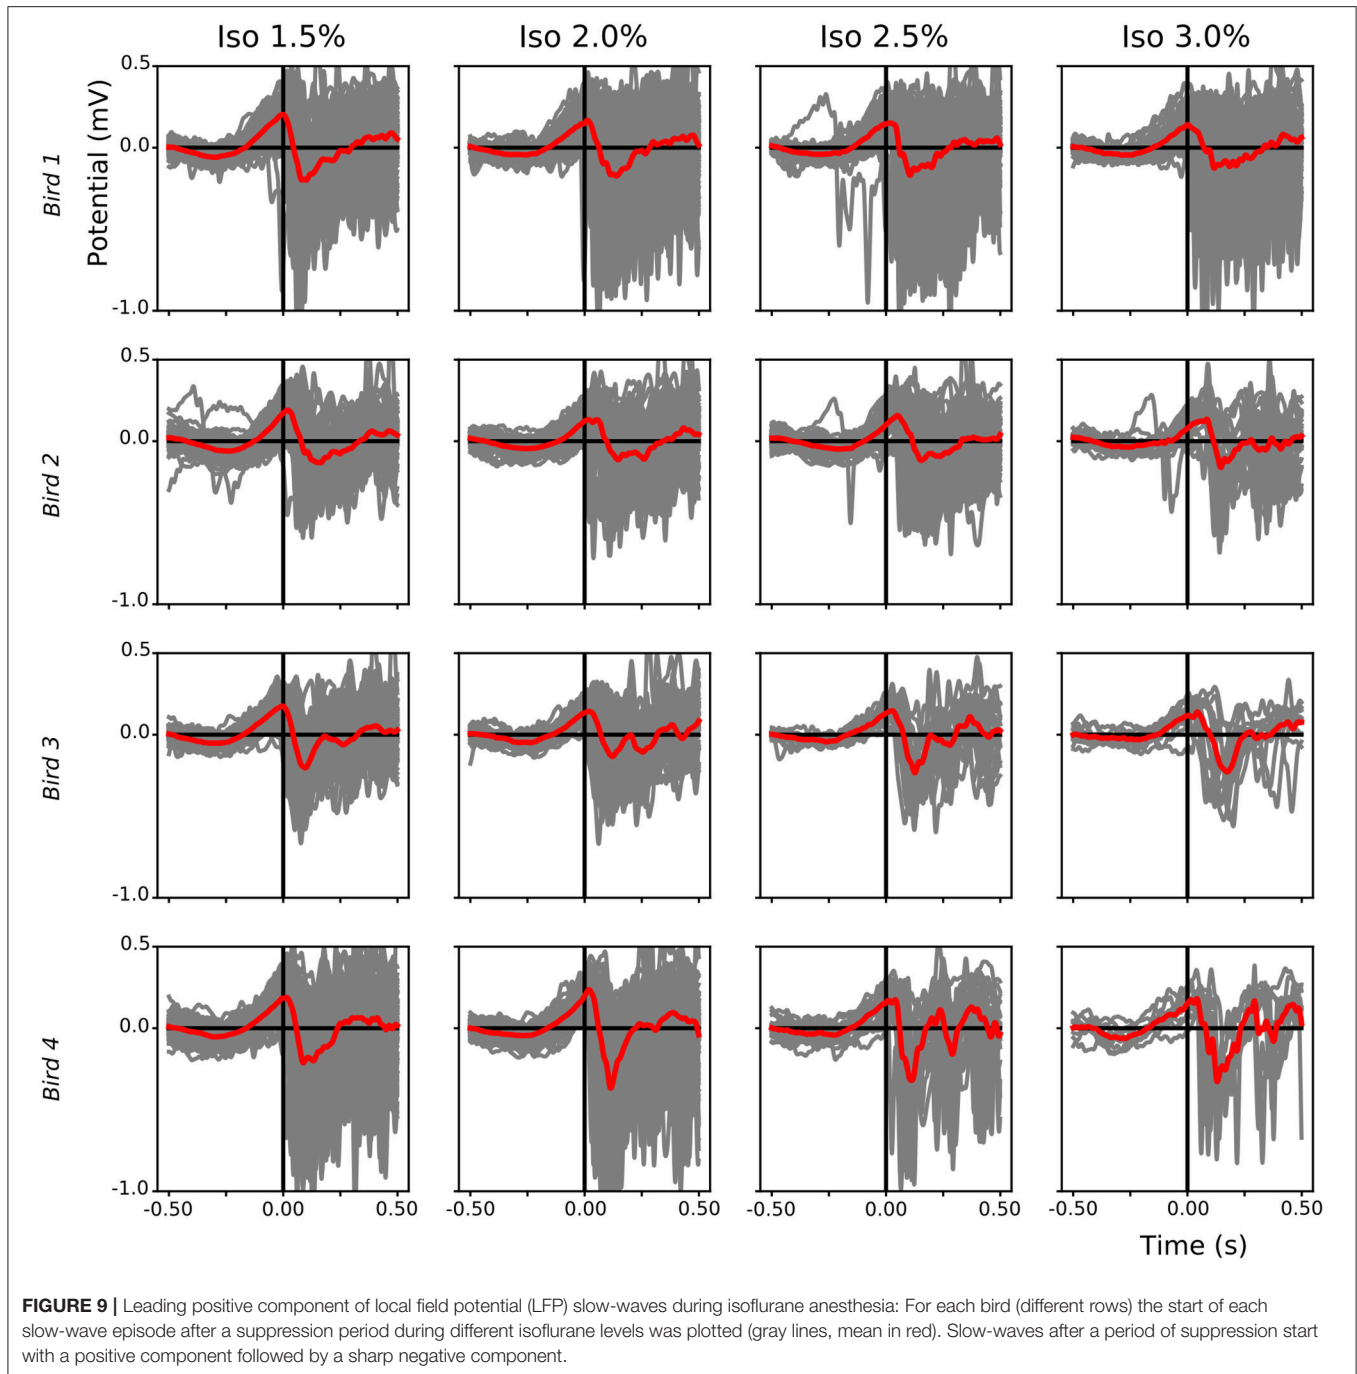 Iso 1.5% Iso 2.0% Iso 2.5% Iso 3.0%
Bird 1
Potential (mV)
0.5
0.0
-1.0
Bird 2
0.5
0.0
-1.0
Bird 3
0.5
0.0
-1.0
Bird 4
0.5
0.0
-1.0
-0.50 0.00 0.50 -0.50 0.00 0.50 -0.50 0.00 0.50 -0.50 0.00 0.50
Time (s)
FIGURE 9 | Leading positive component of local field potential (LFP) slow-waves during isoflurane anesthesia: For each bird (different rows) the start of each
slow-wave episode after a suppression period during different isoflurane levels was plotted (gray lines, mean in red). Slow-waves after a period of suppression start
with a positive component followed by a sharp negative component.